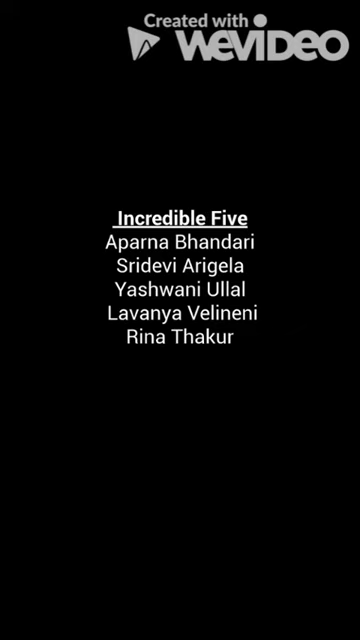 Created with
WEVIDEO
Incredible Five
Aparna Bhandari
Sridevi Arigela
Yashwani Ullal
Lavanya Velineni
Rina Thakur